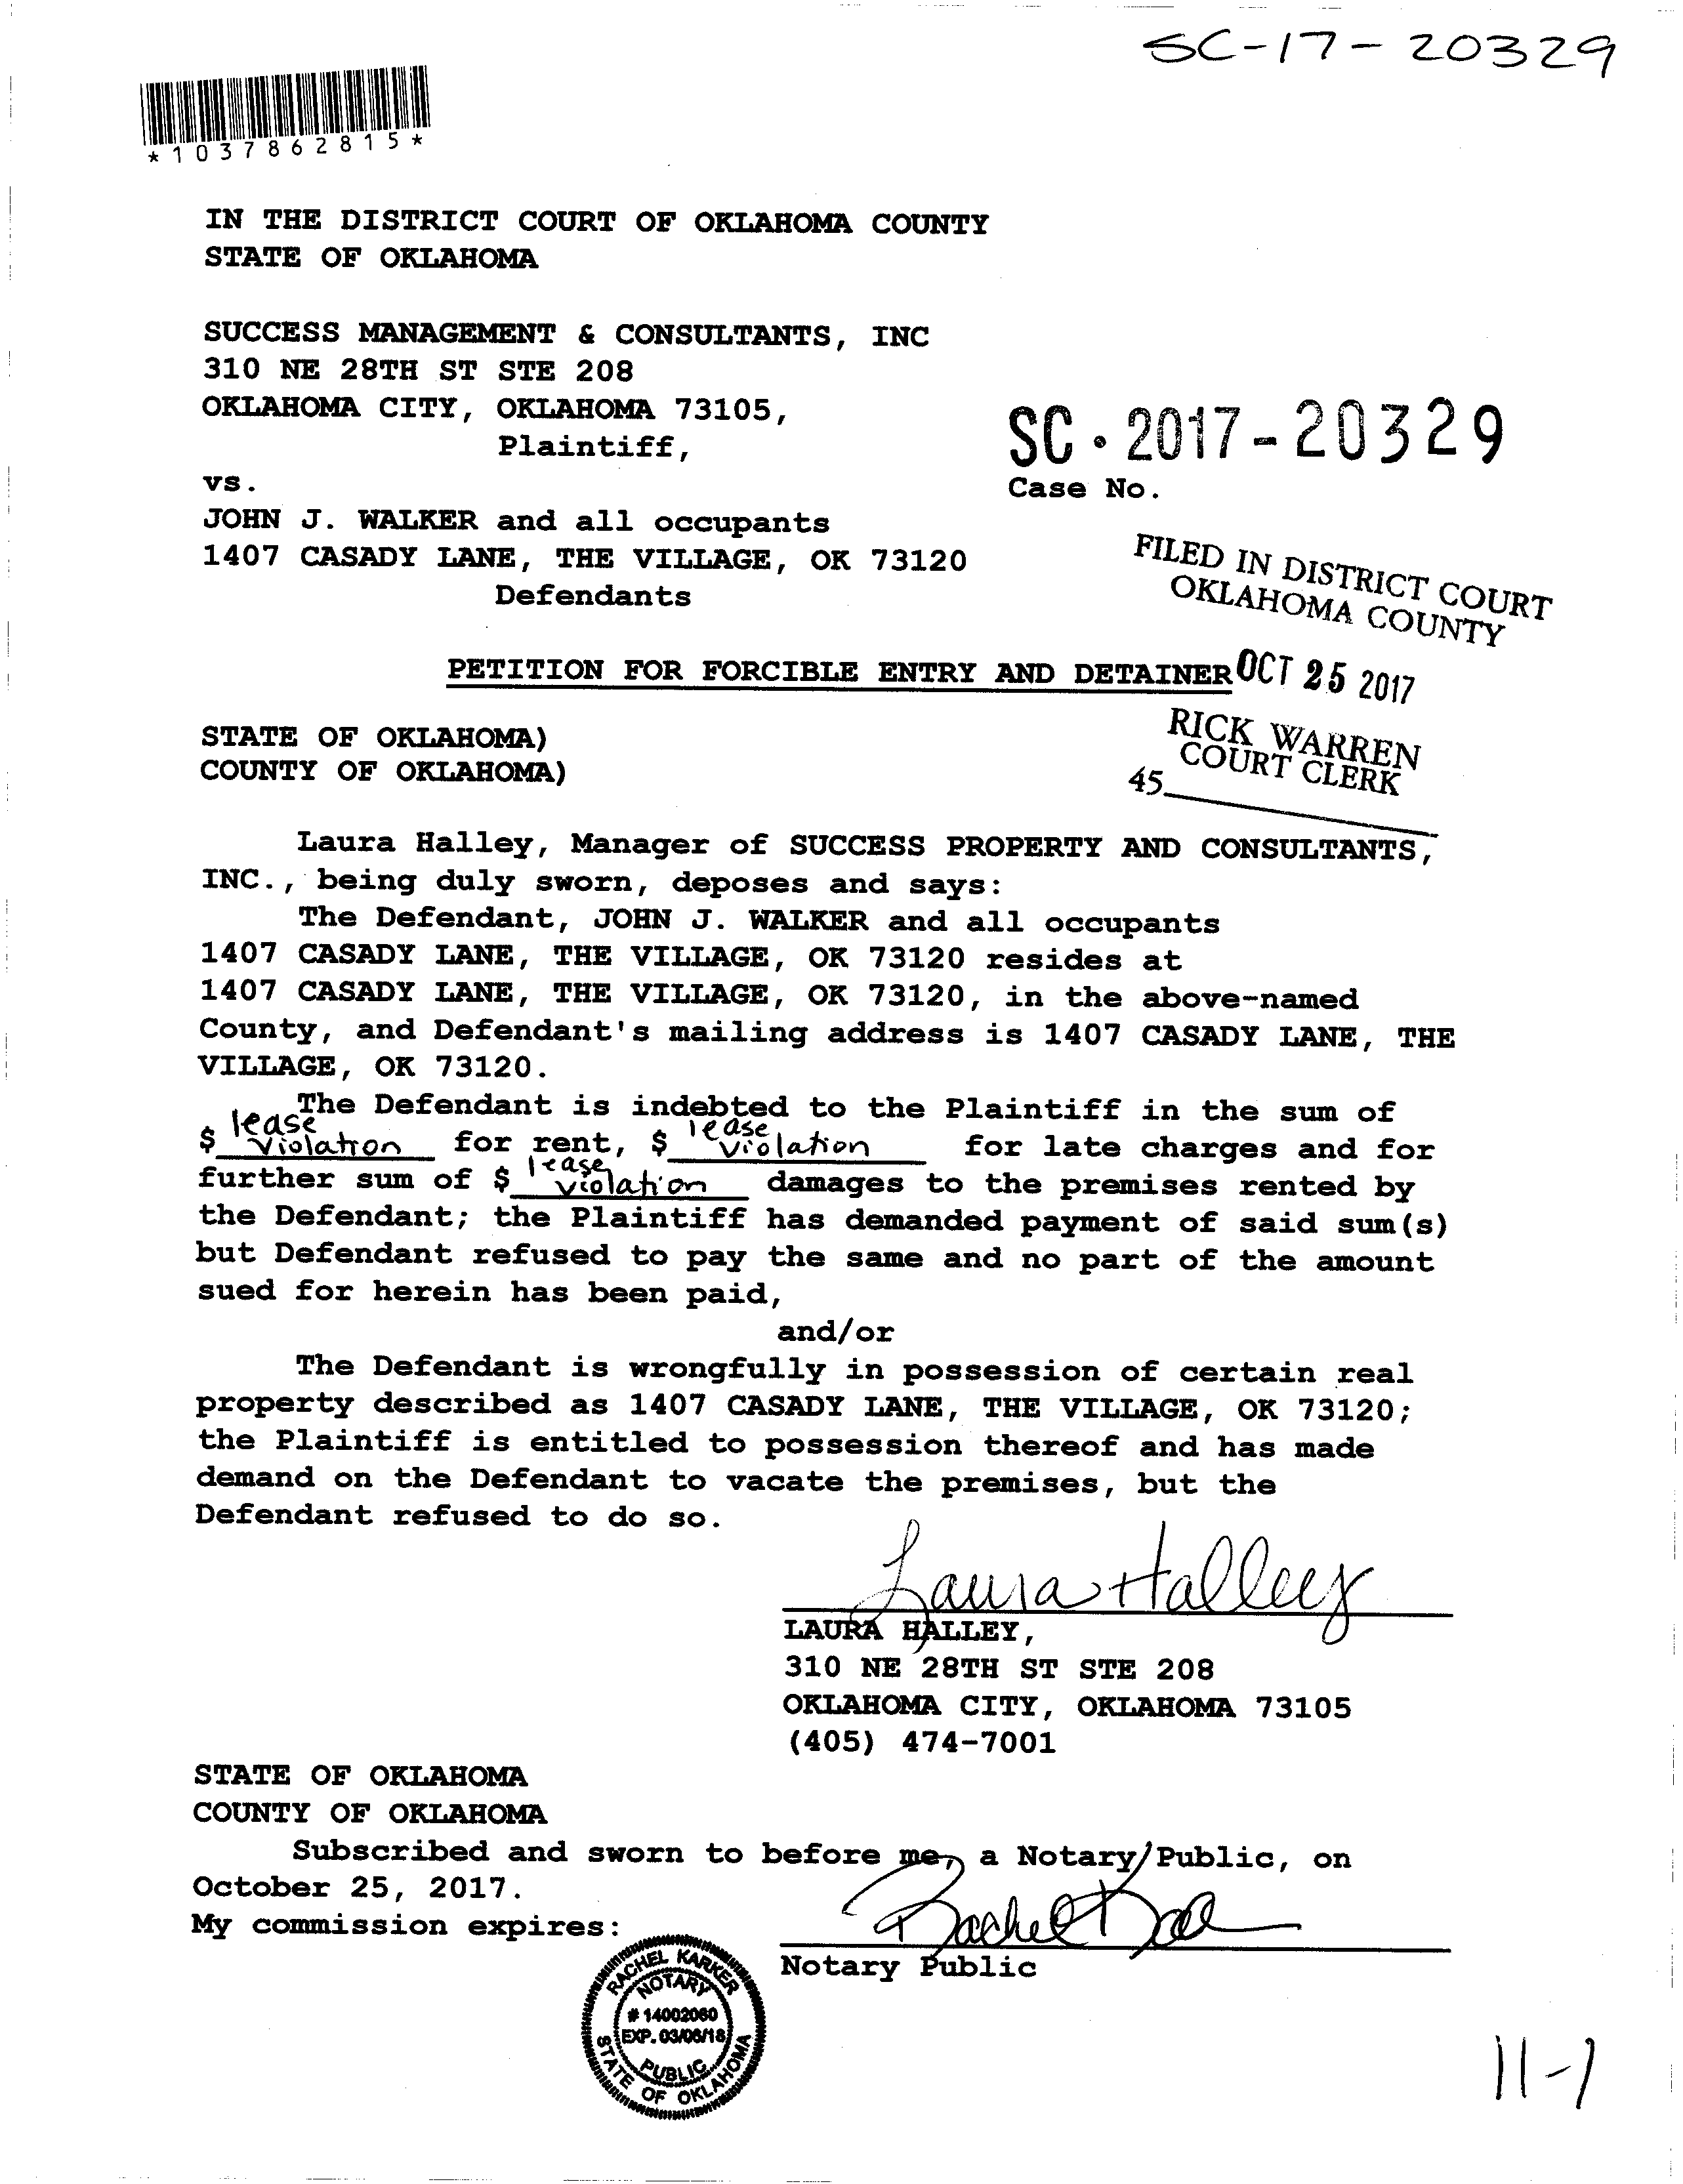 SC-17-20329
*1037862815*
IN THE DISTRICT COURT OF OKLAHOMA COUNTY
STATE OF OKLAHOMA
SUCCESS MANAGEMENT & CONSULTANTS, INC
310 NE 28TH ST STE 208
OKLAHOMA CITY, OKLAHOMA 73105,
Plaintiff,
SC·2017-20329
vs.
Case No.
JOHN J. WALKER and all occupants
1407 CASADY LANE, THE VILLAGE, OK 73120
Defendants
FILED IN DISTRICT COURT
OKLAHOMA COUNTY
PETITION FOR FORCIBLE ENTRY AND DETAINER
OCT 25 2017
STATE OF OKLAHOMA)
COUNTY OF OKLAHOMA)
RICK WARREN
COURT CLERK
45
Laura Halley, Manager of SUCCESS PROPERTY AND CONSULTANTS,
INC., being duly sworn, deposes and says:
The Defendant, JOHN J. WALKER and all occupants
1407 CASADY LANE, THE VILLAGE, OK 73120 resides at
1407 CASADY LANE, THE VILLAGE, OK 73120, in the above-named
County, and Defendant's mailing address is 1407 CASADY LANE, THE
VILLAGE, OK 73120.
The Defendant is indebted to the Plaintiff in the sum of
$ lease violation for rent, $ lease violation for late charges and for
further sum of $ lease violation damages to the premises rented by
the Defendant; the Plaintiff has demanded payment of said sum(s)
but Defendant refused to pay the same and no part of the amount
sued for herein has been paid,
and/or
The Defendant is wrongfully in possession of certain real
property described as 1407 CASADY LANE, THE VILLAGE, OK 73120;
the Plaintiff is entitled to possession thereof and has made
demand on the Defendant to vacate the premises, but the
Defendant refused to do so.
Laura Halley
LAURA HALLEY,
310 NE 28TH ST STE 208
OKLAHOMA CITY, OKLAHOMA 73105
(405) 474-7001
STATE OF OKLAHOMA
COUNTY OF OKLAHOMA
Subscribed and sworn to before me, a Notary Public, on
October 25, 2017.
My commission expires:
Notary Public
RACHEL KARKER
NOTARY
# 14002060
EXP. 03/06/18
PUBLIC
STATE OF OKLAHOMA
11-1